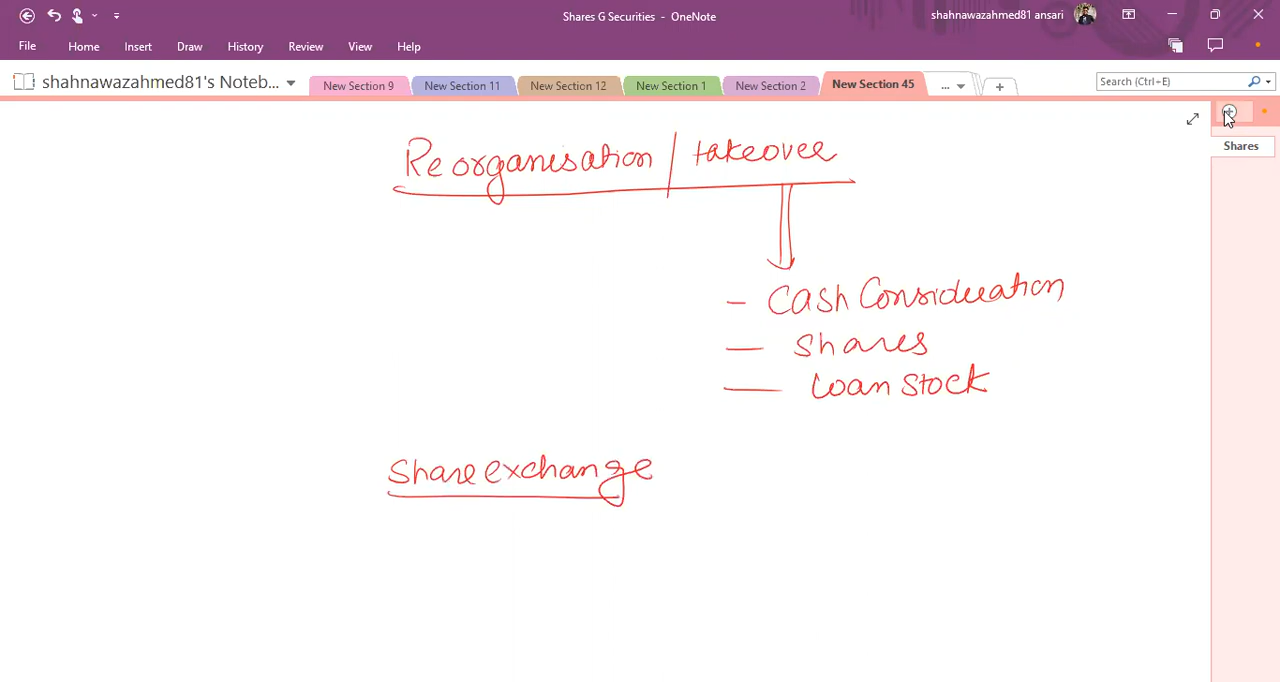 Shares G Securities - OneNote
shahnawazahmed81 ansari
File Home Insert Draw History Review View Help
shahnawazahmed81's Noteb...
New Section 9
New Section 11
New Section 12
New Section 1
New Section 2
New Section 45
...
Search (Ctrl+E)
Shares
Reorganisation / takeover
- Cash Consideration
- Shares
- Loan Stock
Share exchange